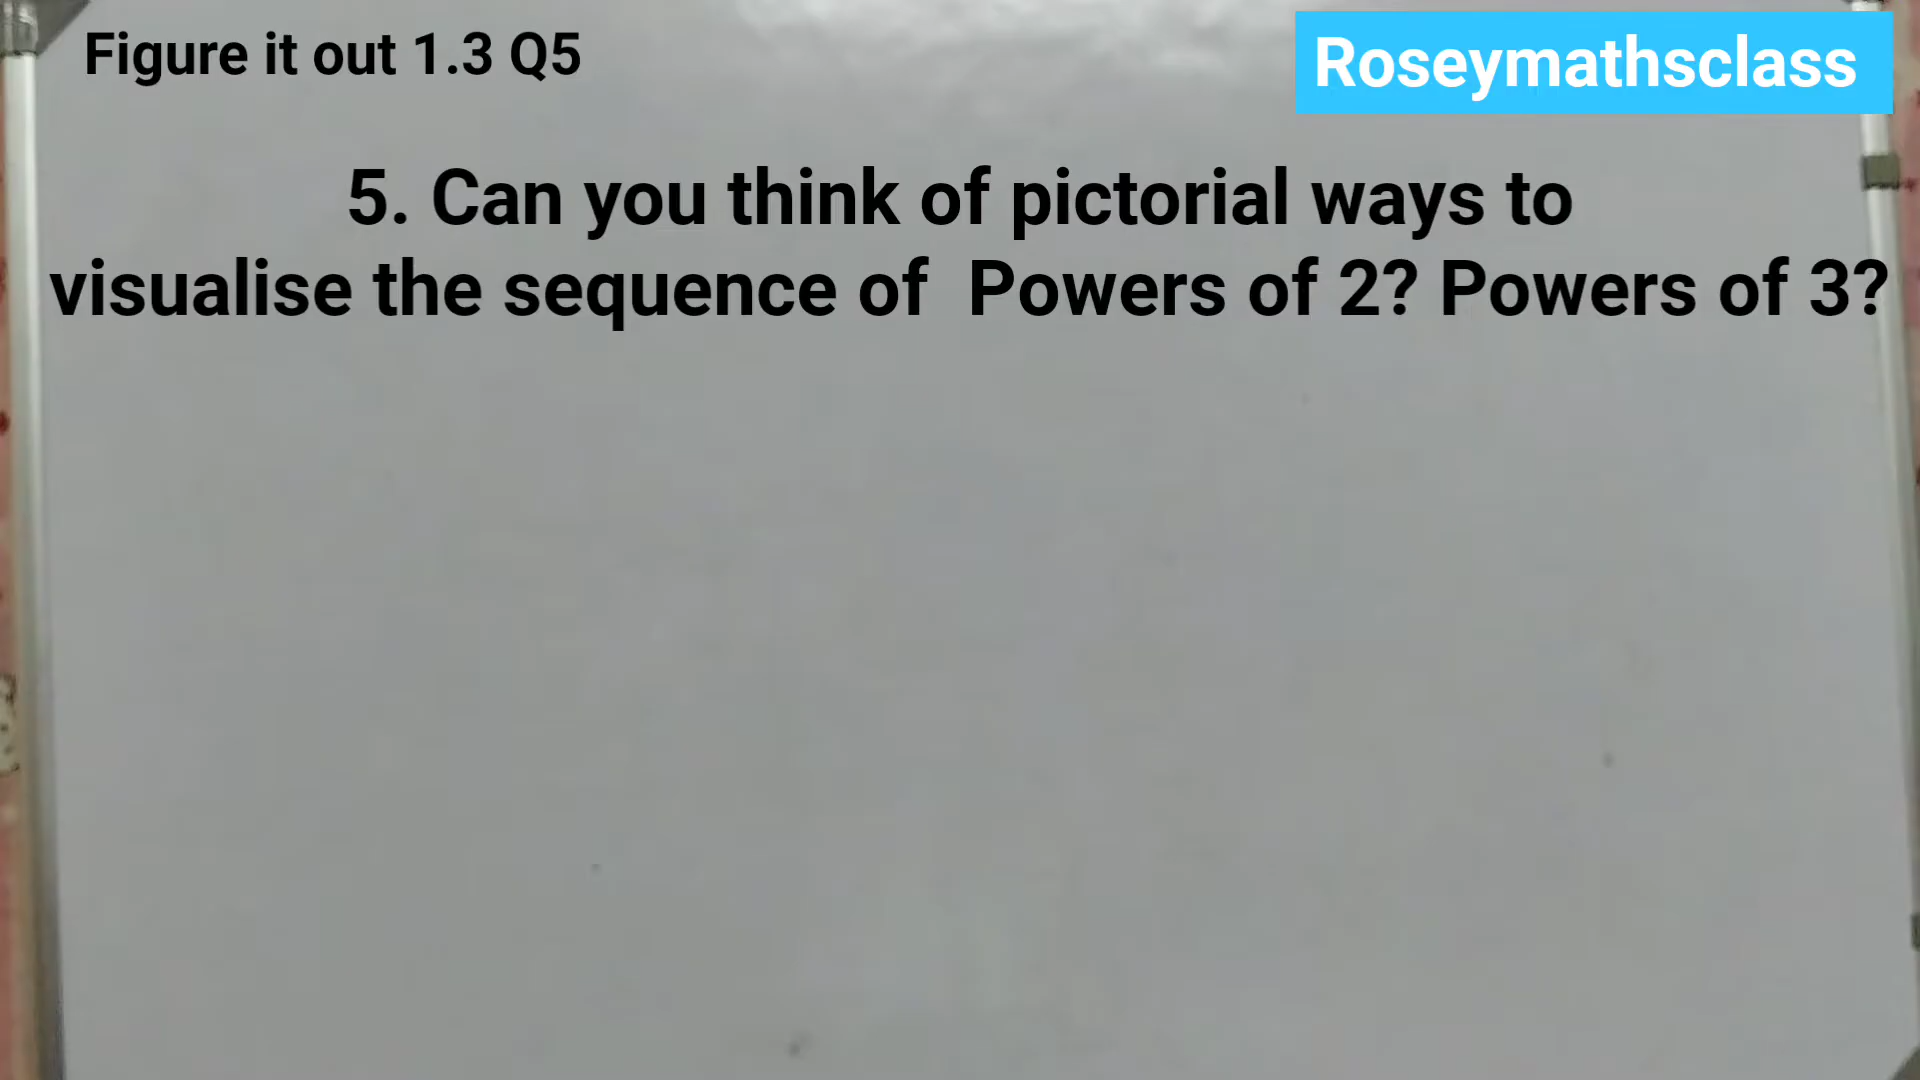 Figure it out 1.3 Q5
Roseymathsclass
5. Can you think of pictorial ways to
visualise the sequence of  Powers of 2? Powers of 3?